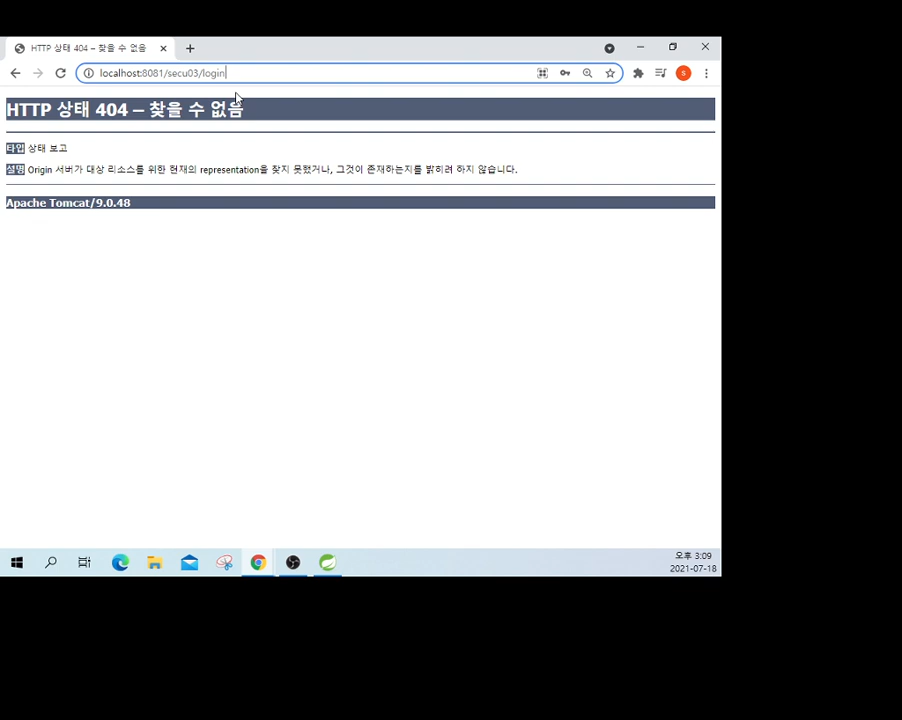 HTTP 상태 404 – 찾을 수 없음
localhost:8081/secu03/login
s
HTTP 상태 404 – 찾을 수 없음
타입 상태 보고
설명 Origin 서버가 대상 리소스를 위한 현재의 representation을 찾지 못했거나, 그것이 존재하는지를 밝히려 하지 않습니다.
Apache Tomcat/9.0.48
오후 3:09
2021-07-18